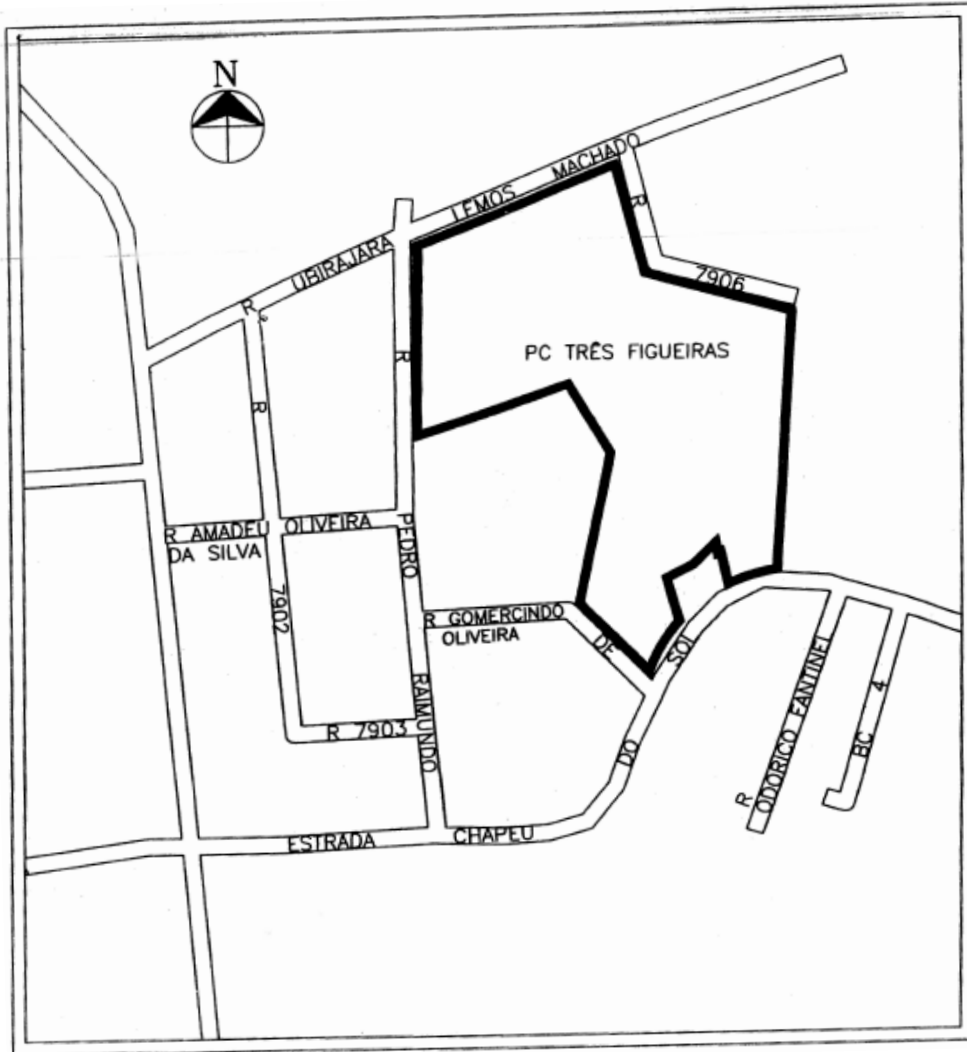 N
R. UBIRAJARA LEMOS MACHADO
R 7906
PC TRÊS FIGUEIRAS
R PEDRO RAIMUNDO
R 7902
R AMADEU OLIVEIRA
DA SILVA
R GOMERCINDO
OLIVEIRA
R 7903
ESTRADA CHAPEU DO SOL
DE
R ODORICO FANTINEL
BC 4